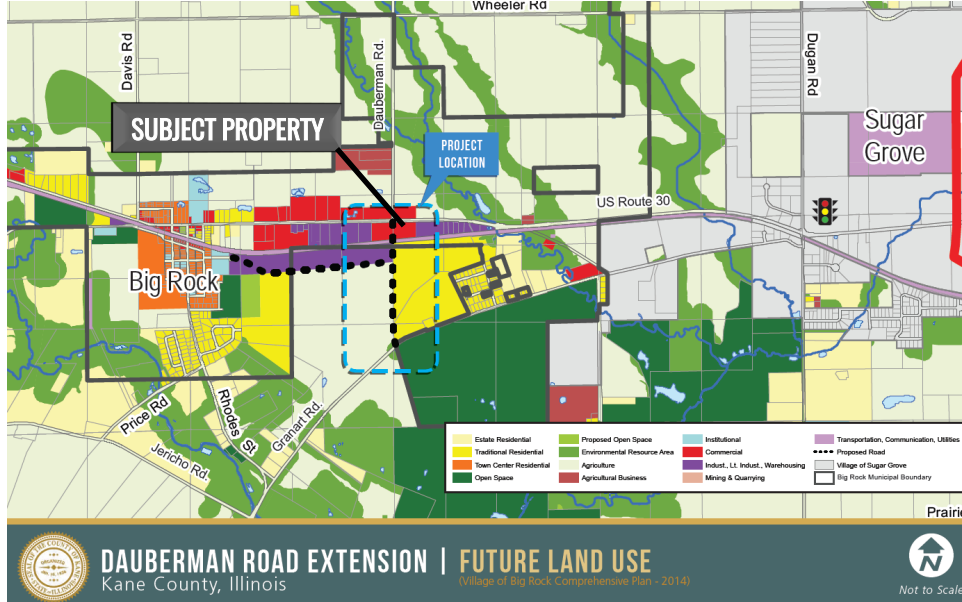 Wheeler Rd
Davis Rd
Dauberman Rd.
Dugan Rd
SUBJECT PROPERTY
PROJECT
LOCATION
Sugar
Grove
US Route 30
Big Rock
Price Rd
Rhodes
St
Granart Rd.
Jericho Rd.
Estate Residential
Traditional Residential
Town Center Residential
Open Space
Proposed Open Space
Environmental Resource Area
Agriculture
Agricultural Business
Institutional
Commercial
Indust., Lt. Indust., Warehousing
Mining & Quarrying
Transportation, Communication, Utilities
Proposed Road
Village of Sugar Grove
Big Rock Municipal Boundary
Prairie
DAUBERMAN ROAD EXTENSION | FUTURE LAND USE
Kane County, Illinois
(Village of Big Rock Comprehensive Plan - 2014)
N
Not to Scale